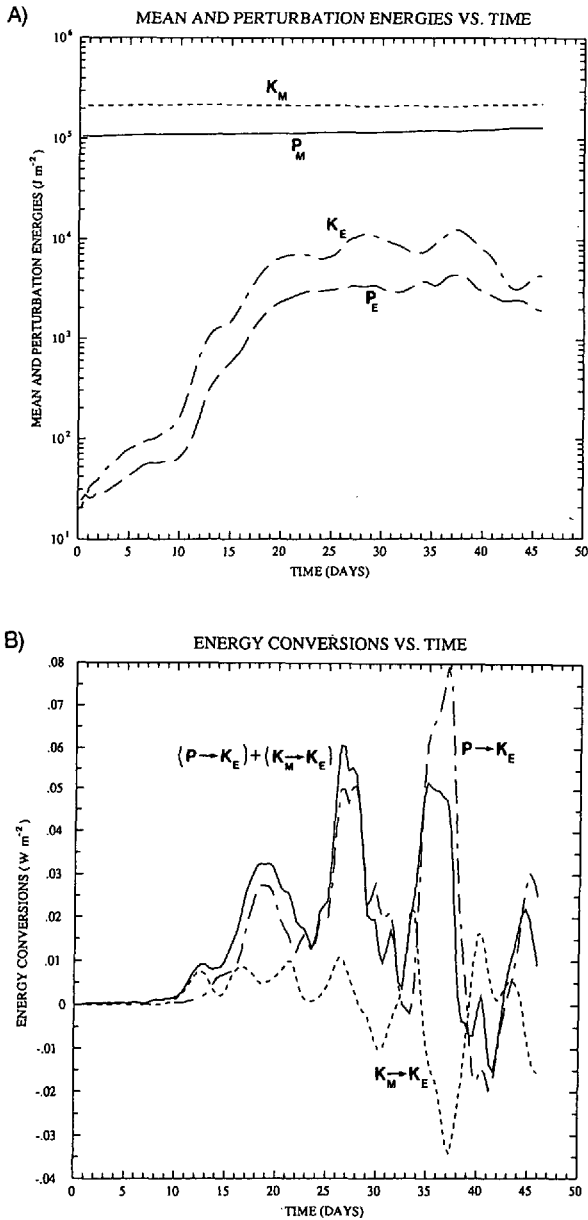 A)
MEAN AND PERTURBATION ENERGIES VS. TIME
MEAN AND PERTURBATION ENERGIES (J m⁻²)
10⁶
10⁵
10⁴
10³
10²
10¹
K_M
P_M
K_E
P_E
0 5 10 15 20 25 30 35 40 45 50
TIME (DAYS)
B)
ENERGY CONVERSIONS VS. TIME
ENERGY CONVERSIONS (W m⁻²)
.08
.07
.06
.05
.04
.03
.02
.01
0
-.01
-.02
-.03
-.04
(P→K_E)+(K_M→K_E)
P→K_E
K_M→K_E
0 5 10 15 20 25 30 35 40 45 50
TIME (DAYS)